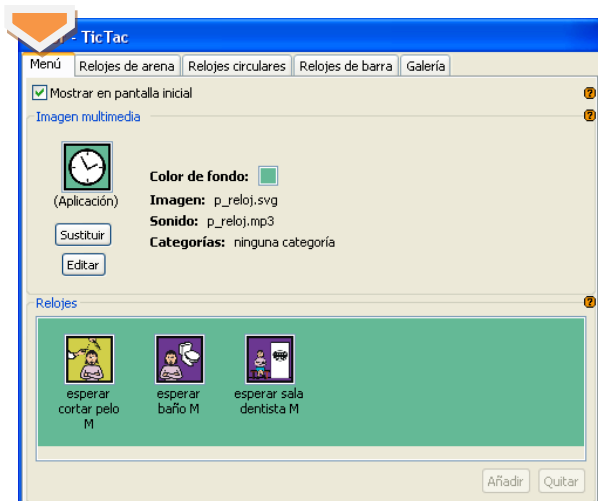 - TicTac
Menú Relojes de arena Relojes circulares Relojes de barra Galería
Mostrar en pantalla inicial ?
Imagen multimedia ?
(Aplicación)
Sustituir
Editar
Color de fondo:
Imagen: p_reloj.svg
Sonido: p_reloj.mp3
Categorías: ninguna categoría
Relojes ?
esperar
cortar pelo
M
esperar
baño M
esperar sala
dentista M
Añadir Quitar